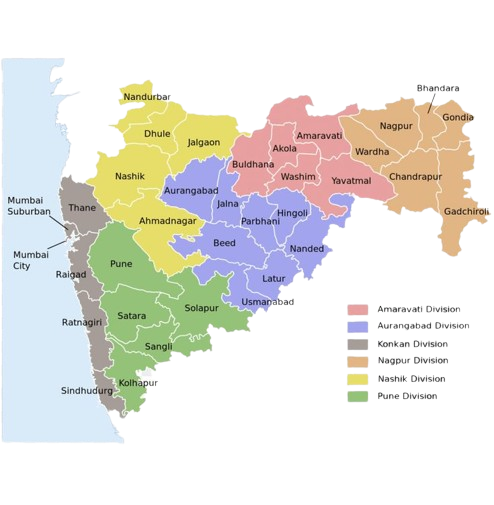 Bhandara
Nandurbar
Gondia
Nagpur
Dhule
Amaravati
Jalgaon
Akola
Wardha
Buldhana
Nashik
Washim
Chandrapur
Yavatmal
Aurangabad
Mumbai
Suburban
Thane
Jalna
Hingoli
Gadchiroli
Ahmadnagar
Parbhani
Beed
Nanded
Mumbai
City
Pune
Raigad
Latur
Usmanabad
Solapur
Satara
Ratnagiri
Sangli
Kolhapur
Sindhudurg
Amaravati Division
Aurangabad Division
Konkan Division
Nagpur Division
Nashik Division
Pune Division